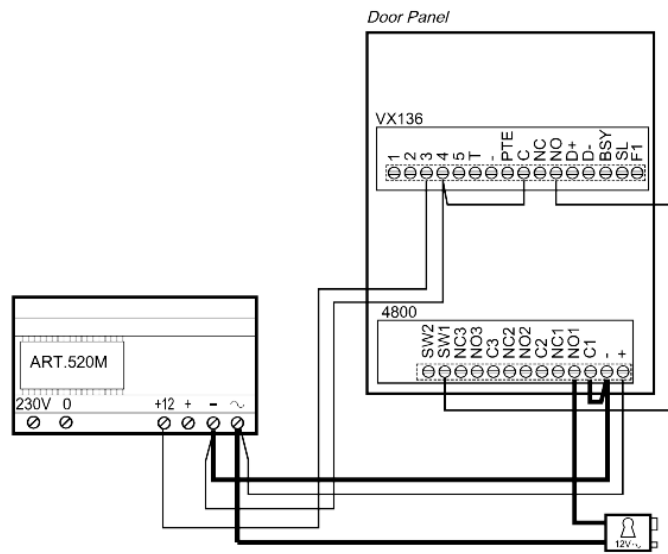 Door Panel
VX136
1 2 3 4 5 T - PTE C NC NO D+ D- BSY SL F1
4800
SW2 SW1 NC3 NO3 C3 NC2 NO2 C2 NC1 NO1 C1 - +
ART.520M
230V 0 +12 + - ~
12V~